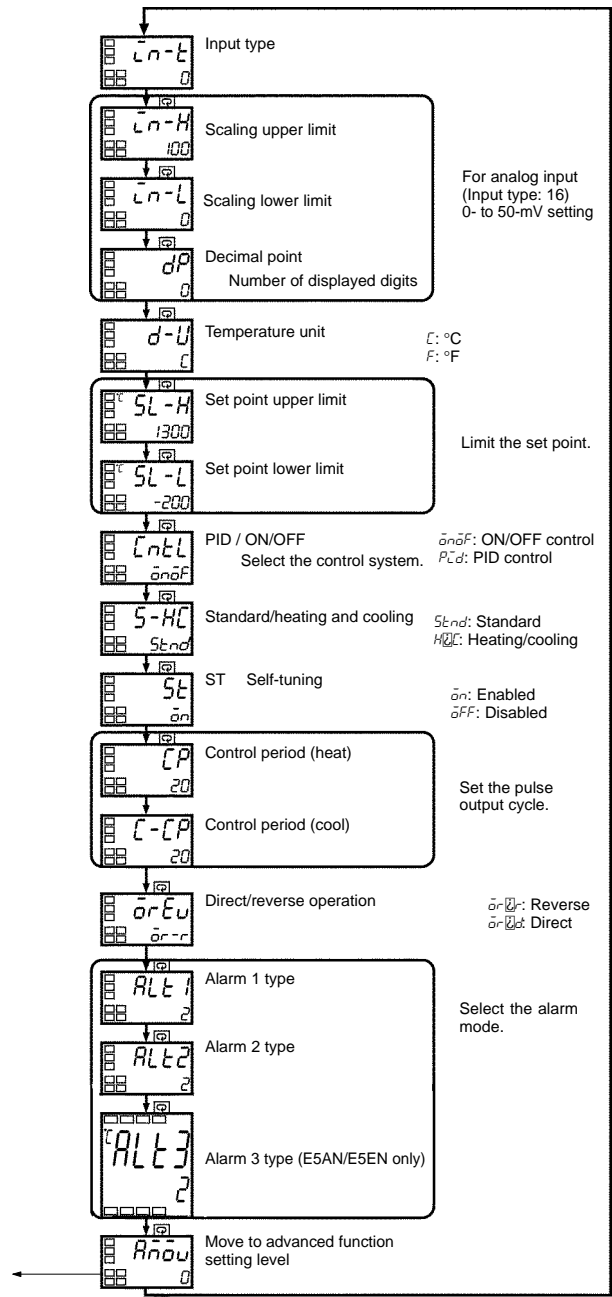 in-t
Input type
0
in-H
Scaling upper limit
100
For analog input
(Input type: 16)
0- to 50-mV setting
in-L
Scaling lower limit
0
dP
Decimal point
Number of displayed digits
0
d-U
Temperature unit
C
C: °C
F: °F
°C SL-H
Set point upper limit
1300
Limit the set point.
°C SL-L
Set point lower limit
-200
CntL
PID / ON/OFF
Select the control system.
onoF
onoF: ON/OFF control
Pid: PID control
S-HC
Standard/heating and cooling
Stnd
Stnd: Standard
H C: Heating/cooling
St
ST Self-tuning
on
on: Enabled
oFF: Disabled
CP
Control period (heat)
20
Set the pulse
output cycle.
C-CP
Control period (cool)
20
orEv
Direct/reverse operation
or-r
or r: Reverse
or d: Direct
ALt1
Alarm 1 type
2
Select the alarm
mode.
ALt2
Alarm 2 type
2
°C ALt3
Alarm 3 type (E5AN/E5EN only)
2
Amov
Move to advanced function
setting level
0